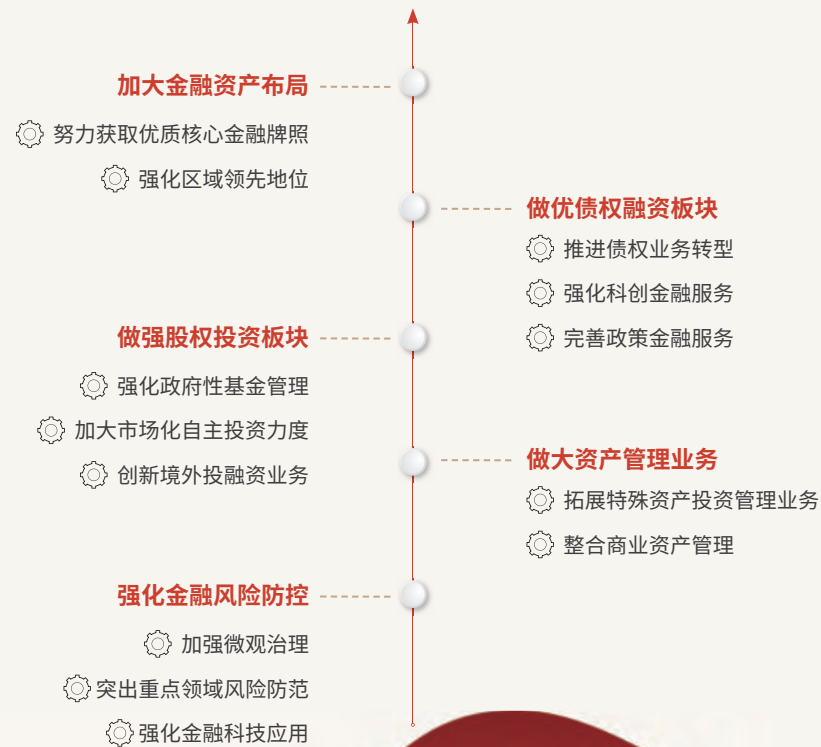 加大金融资产布局
努力获取优质核心金融牌照
强化区域领先地位
做优债权融资板块
推进债权业务转型
强化科创金融服务
完善政策金融服务
做强股权投资板块
强化政府性基金管理
加大市场化自主投资力度
创新境外投融资业务
做大资产管理业务
拓展特殊资产投资管理业务
整合商业资产管理
强化金融风险防控
加强微观治理
突出重点领域风险防范
强化金融科技应用